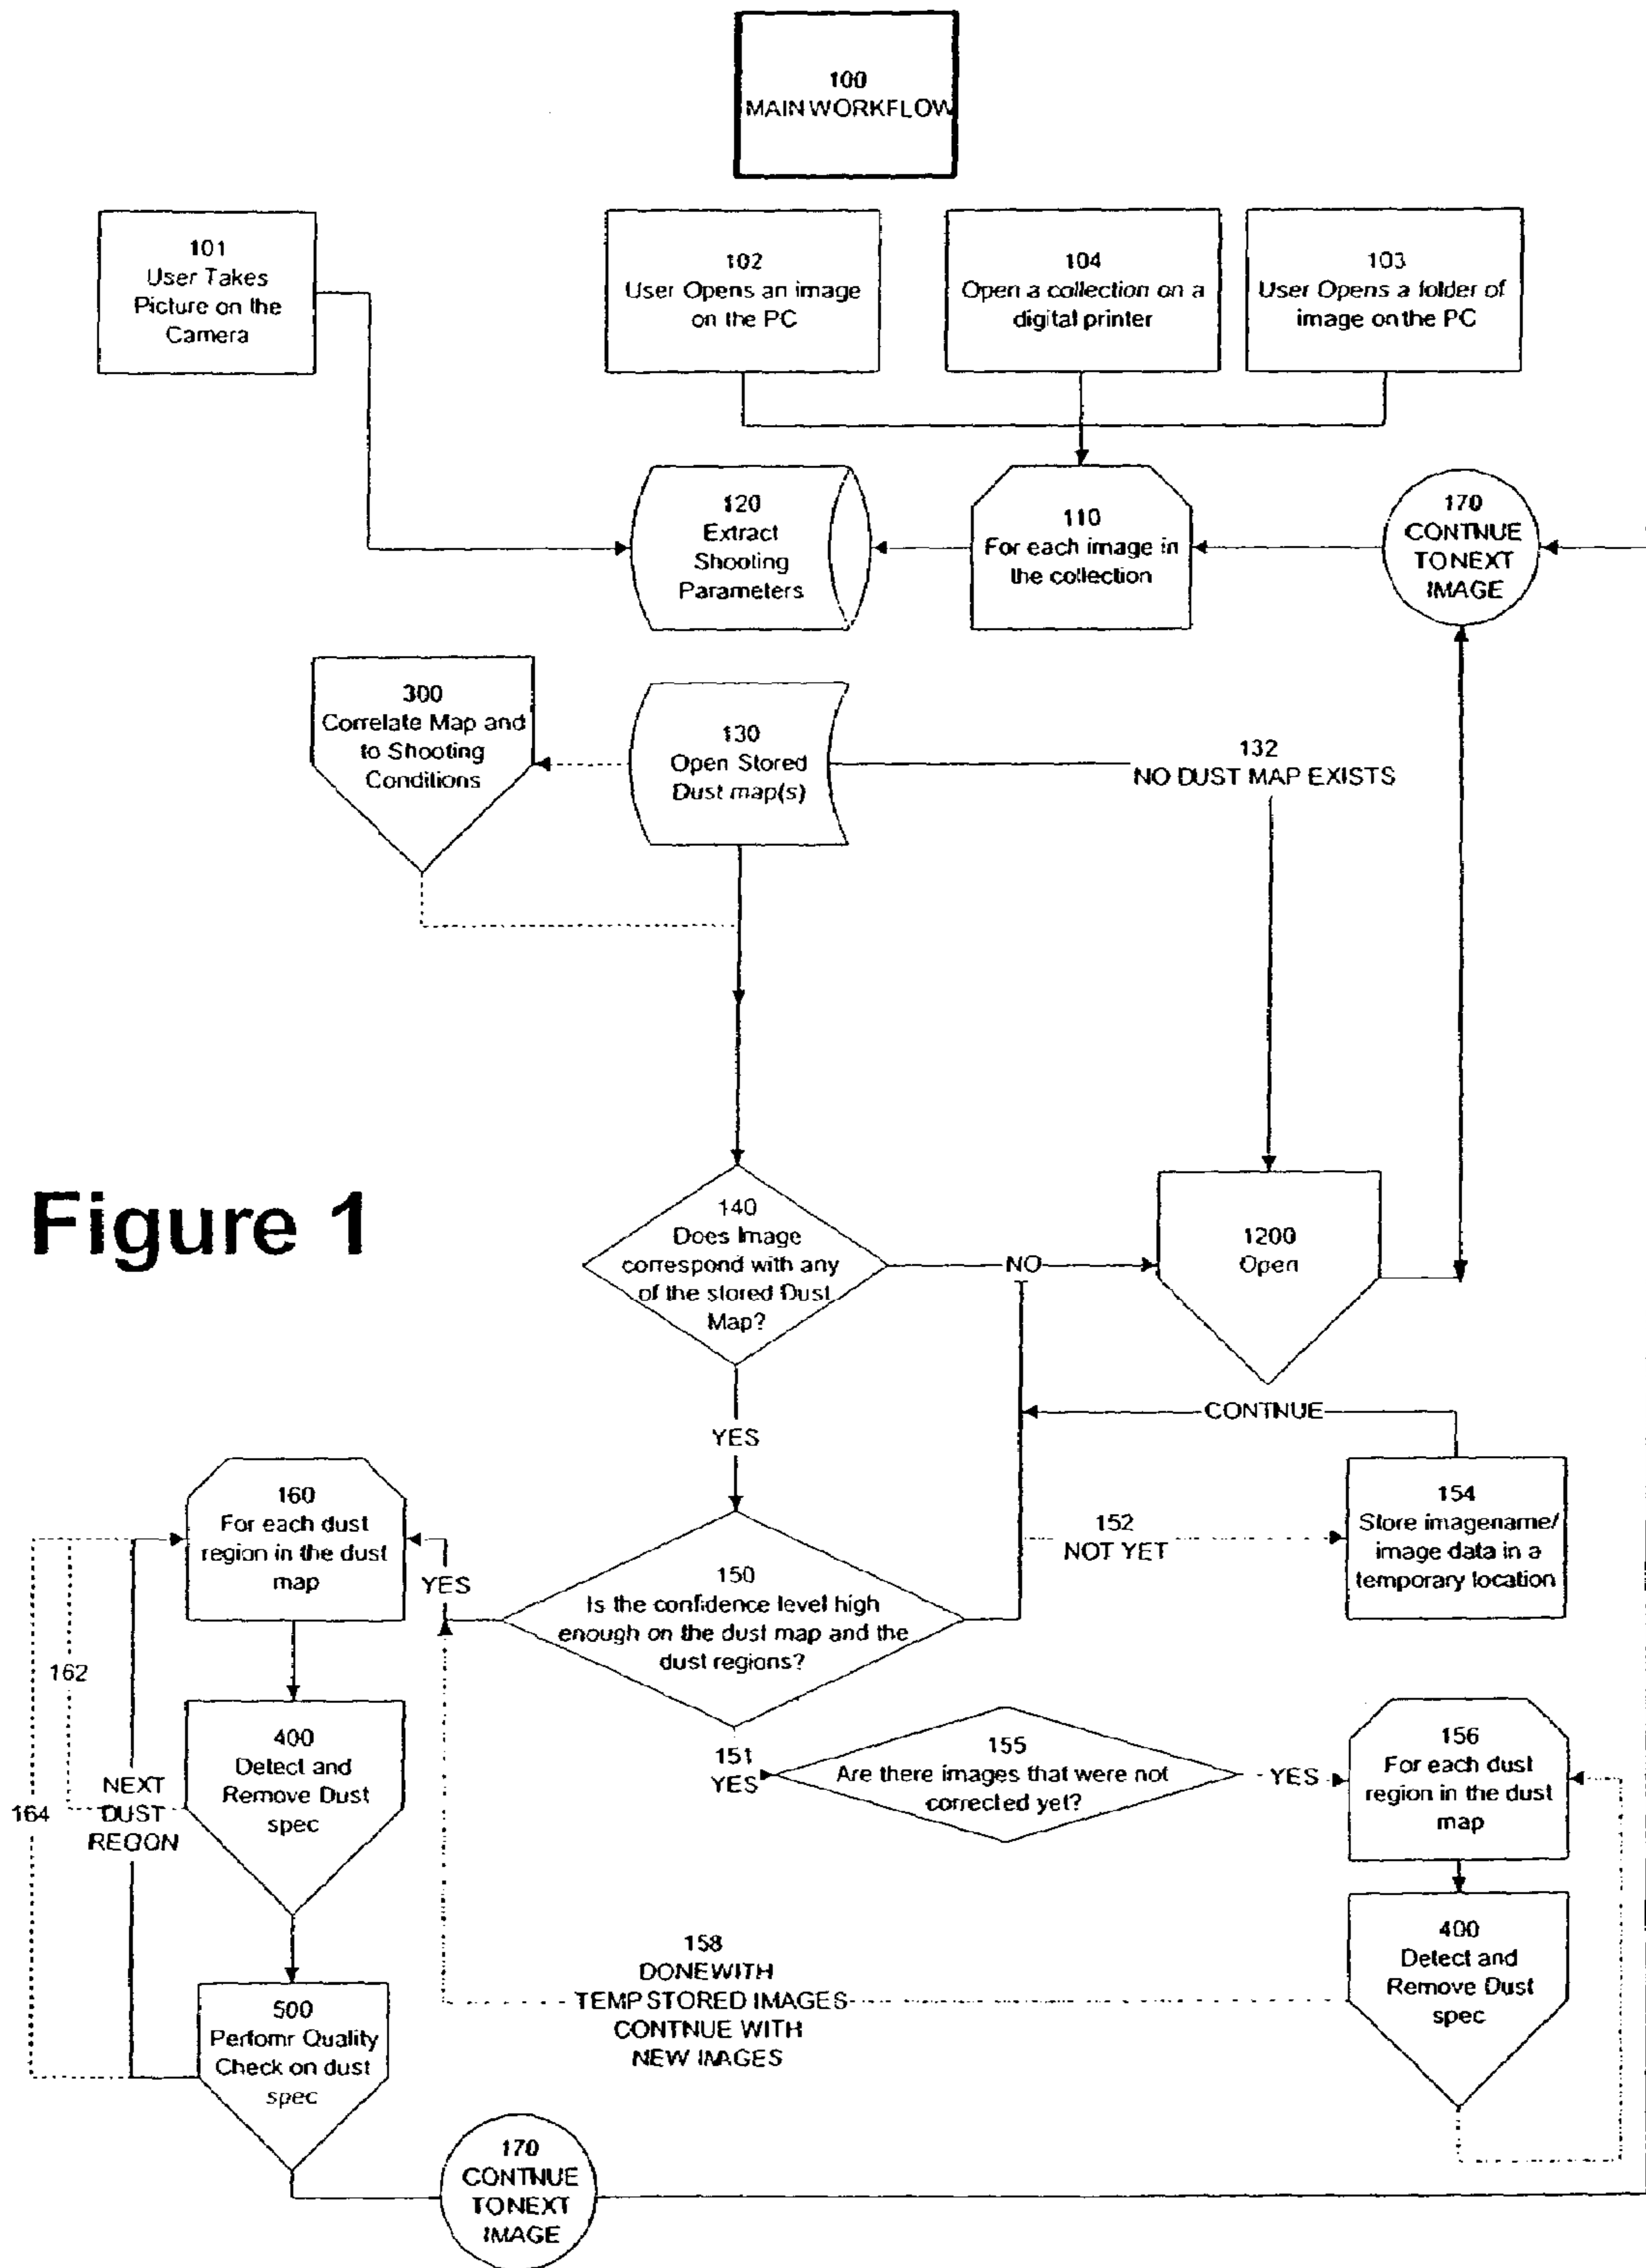 100
MAIN WORKFLOW
101
User Takes
Picture on the
Camera
102
User Opens an image
on the PC
104
Open a collection on a
digital printer
103
User Opens a folder of
image on the PC
120
Extract
Shooting
Parameters
110
For each image in
the collection
170
CONTNUE
TO NEXT
IMAGE
300
Correlate Map and
to Shooting
Conditions
130
Open Stored
Dust map(s)
132
NO DUST MAP EXISTS
Figure 1
140
Does Image
correspond with any
of the stored Dust
Map?
NO
1200
Open
YES
CONTNUE
160
For each dust
region in the dust
map
YES
150
Is the confidence level high
enough on the dust map and the
dust regions?
152
NOT YET
154
Store imagename/
image data in a
temporary location
162
164
NEXT
DUST
REGON
400
Detect and
Remove Dust
spec
151
YES
155
Are there images that were not
corrected yet?
YES
156
For each dust
region in the dust
map
158
DONE WITH
TEMP STORED IMAGES
CONTNUE WITH
NEW IMAGES
400
Detect and
Remove Dust
spec
500
Perfomr Quality
Check on dust
spec
170
CONTNUE
TO NEXT
IMAGE